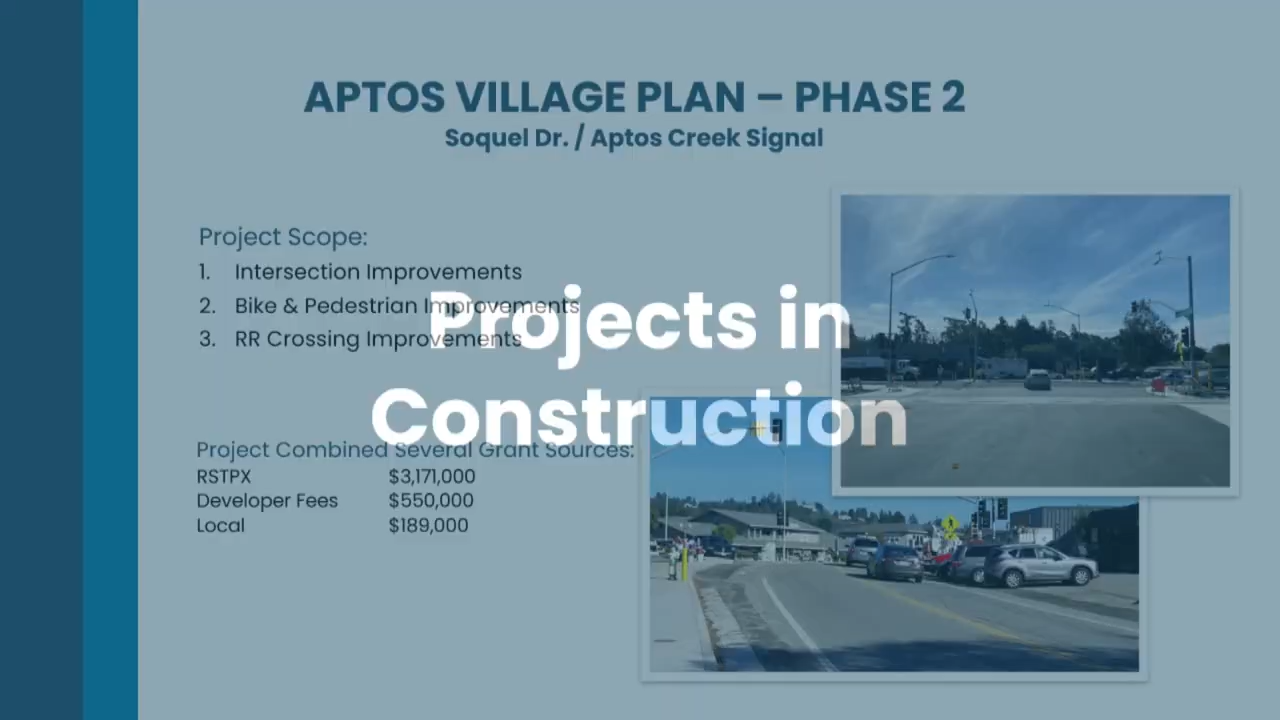 APTOS VILLAGE PLAN – PHASE 2
Soquel Dr. / Aptos Creek Signal
Project Scope:
1. Intersection Improvements
2. Bike & Pedestrian Improvements
3. RR Crossing Improvements
Projects in
Construction
Project Combined Several Grant Sources:
RSTPX $3,171,000
Developer Fees $550,000
Local $189,000